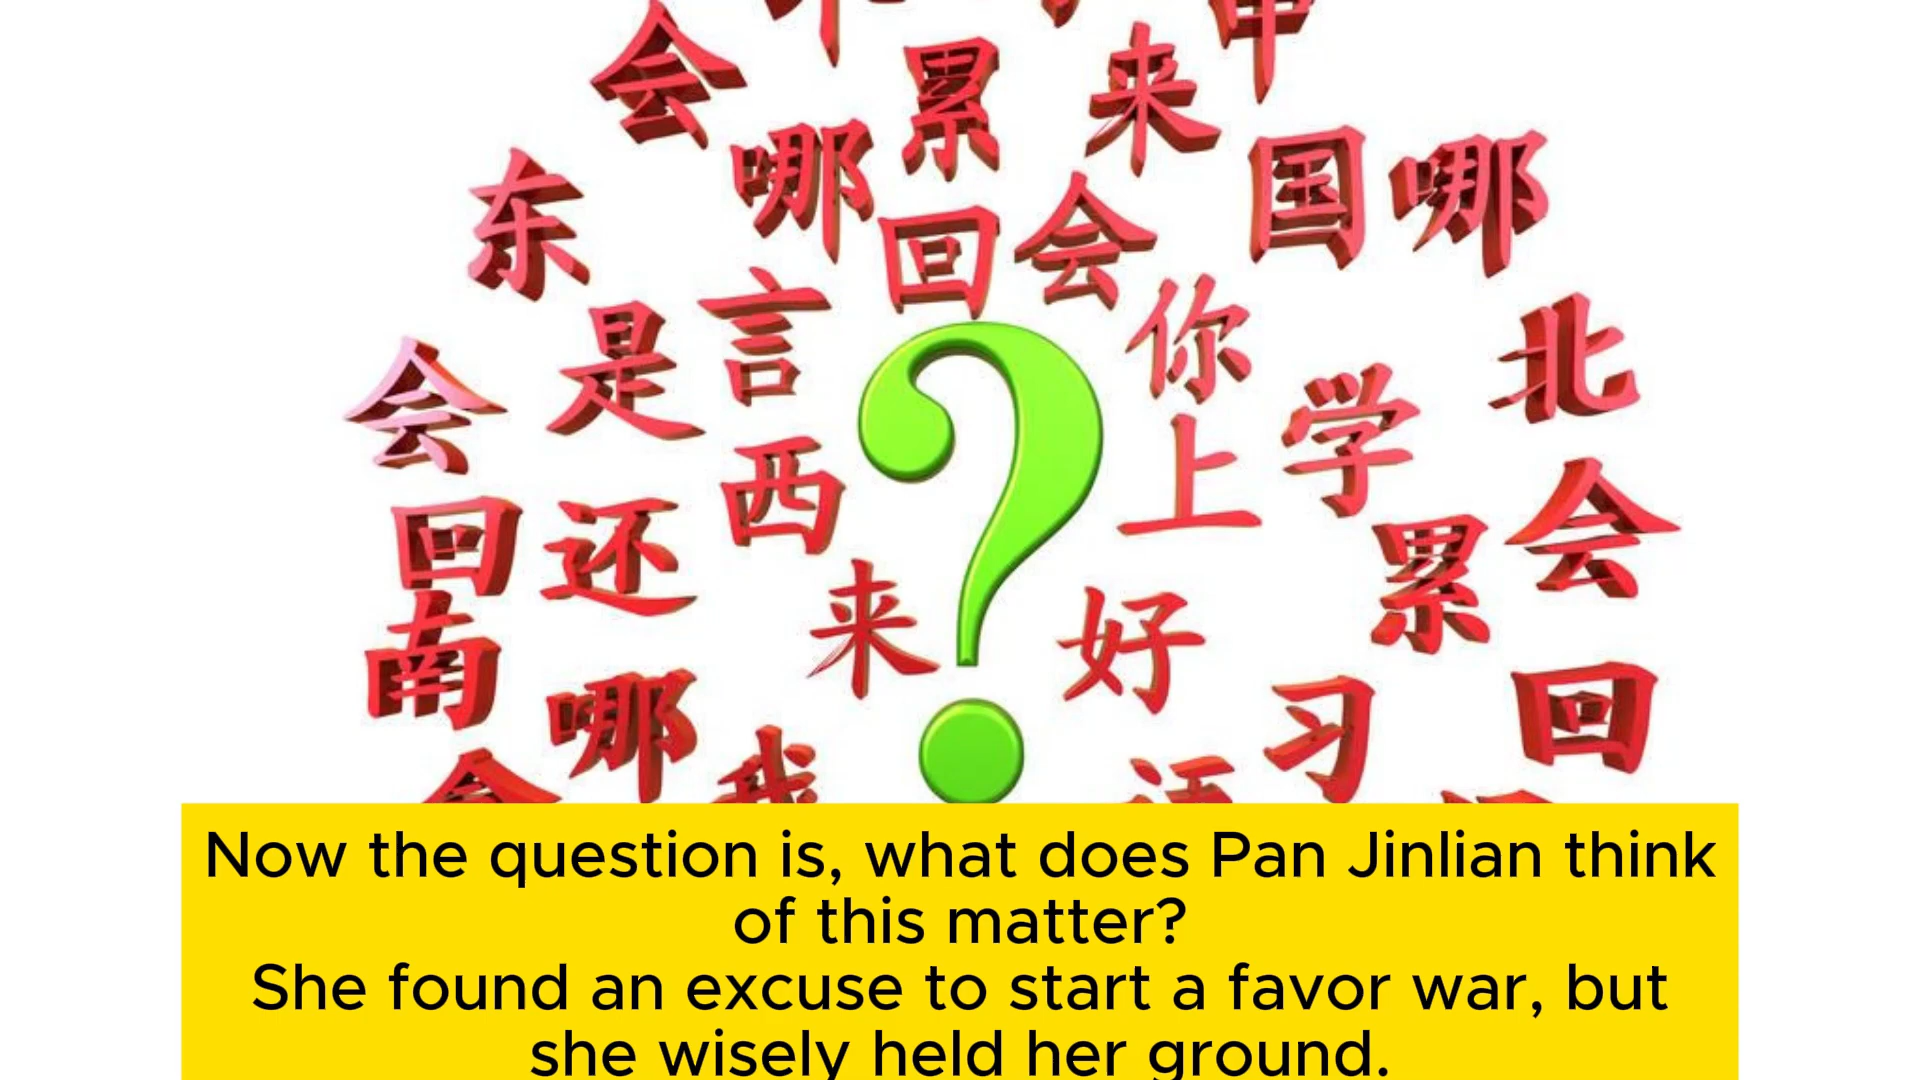 会 累 来 申
东 哪 国 哪
回 会
会 是 言 你 北
西 上 学
回 还 累 会
南 来 好
哪 习 回
我
Now the question is, what does Pan Jinlian think
of this matter?
She found an excuse to start a favor war, but
she wisely held her ground.